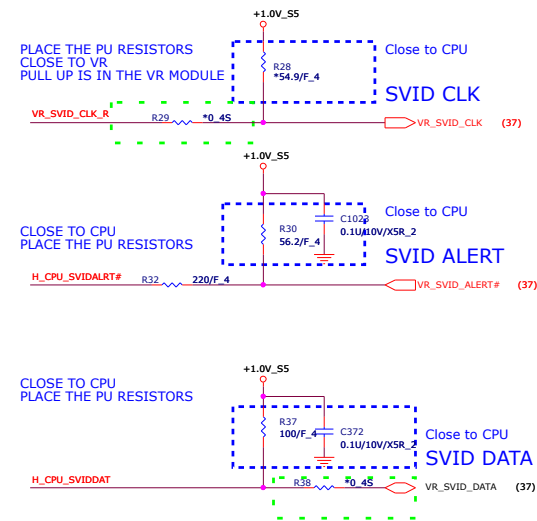 +1.0V_S5
PLACE THE PU RESISTORS
CLOSE TO VR
PULL UP IS IN THE VR MODULE
R28
*54.9/F_4
Close to CPU
SVID CLK
VR_SVID_CLK_R
R29
*0_4S
VR_SVID_CLK
(37)
+1.0V_S5
CLOSE TO CPU
PLACE THE PU RESISTORS
R30
56.2/F_4
C1023
0.1U/10V/X5R_2
Close to CPU
SVID ALERT
H_CPU_SVIDALRT#
R32
220/F_4
VR_SVID_ALERT#
(37)
+1.0V_S5
CLOSE TO CPU
PLACE THE PU RESISTORS
R37
100/F_4
C372
0.1U/10V/X5R_2
Close to CPU
SVID DATA
H_CPU_SVIDDAT
R38
*0_4S
VR_SVID_DATA
(37)